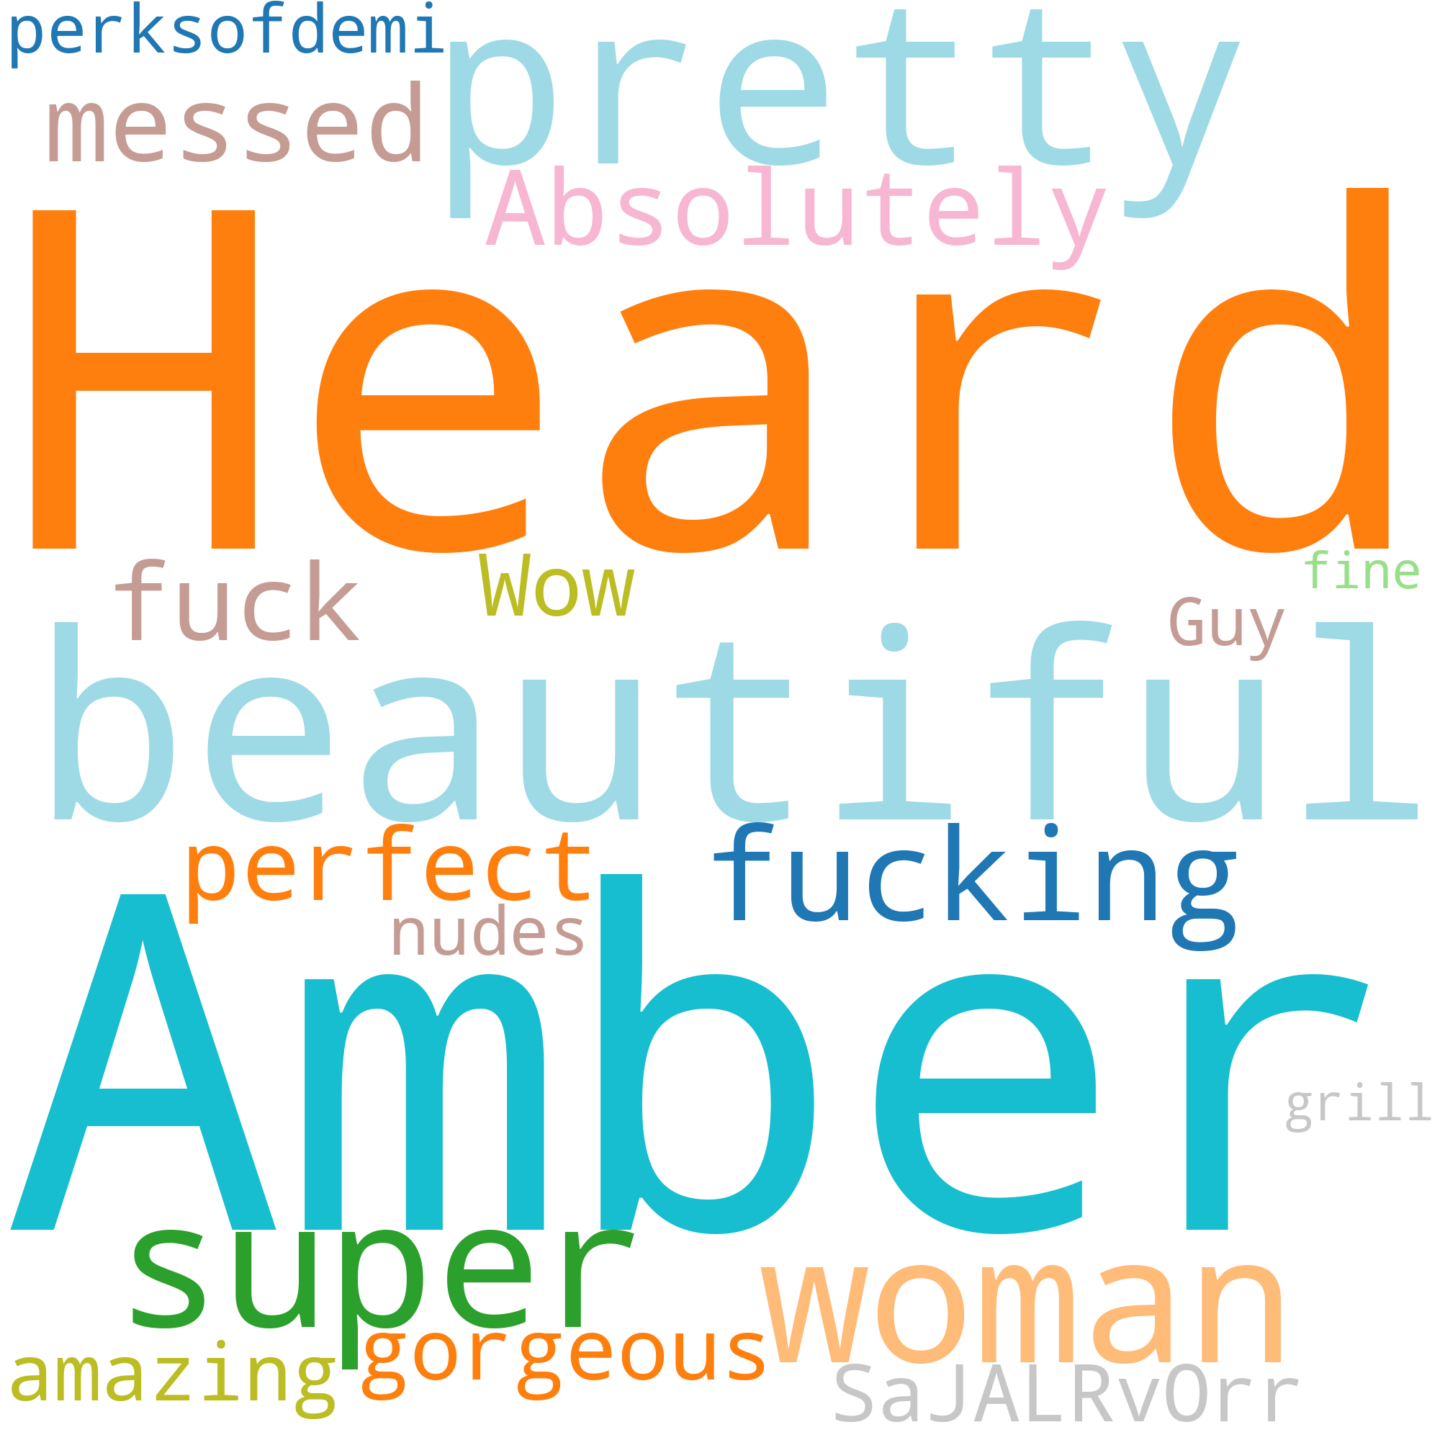 perksofdemi
pretty
messed
Absolutely
Heard
fuck
Wow
fine
Guy
beautiful
perfect
fucking
nudes
Amber
grill
super
woman
gorgeous
amazing
SaJALRvOrr